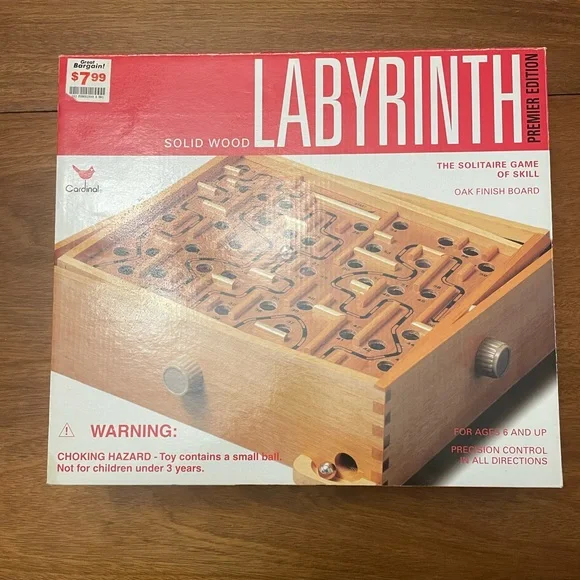 Great
Bargain!
$7.99
SOLID WOOD LABYRINTH
PREMIER EDITION
THE SOLITAIRE GAME
OF SKILL
OAK FINISH BOARD
Cardinal
WARNING:
CHOKING HAZARD - Toy contains a small ball.
Not for children under 3 years.
FOR AGES 6 AND UP
PRECISION CONTROL
IN ALL DIRECTIONS